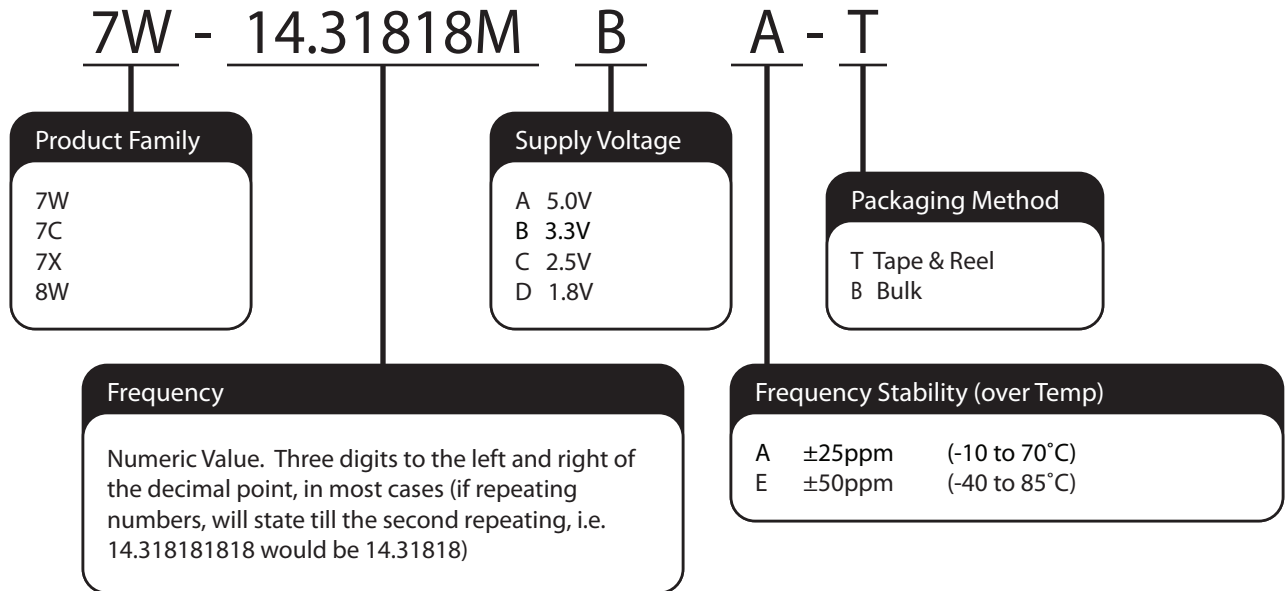 7W - 14.31818M B A - T
Product Family
7W
7C
7X
8W
Supply Voltage
A 5.0V
B 3.3V
C 2.5V
D 1.8V
Packaging Method
T Tape & Reel
B Bulk
Frequency
Numeric Value. Three digits to the left and right of
the decimal point, in most cases (if repeating
numbers, will state till the second repeating, i.e.
14.318181818 would be 14.31818)
Frequency Stability (over Temp)
A ±25ppm (-10 to 70˚C)
E ±50ppm (-40 to 85˚C)